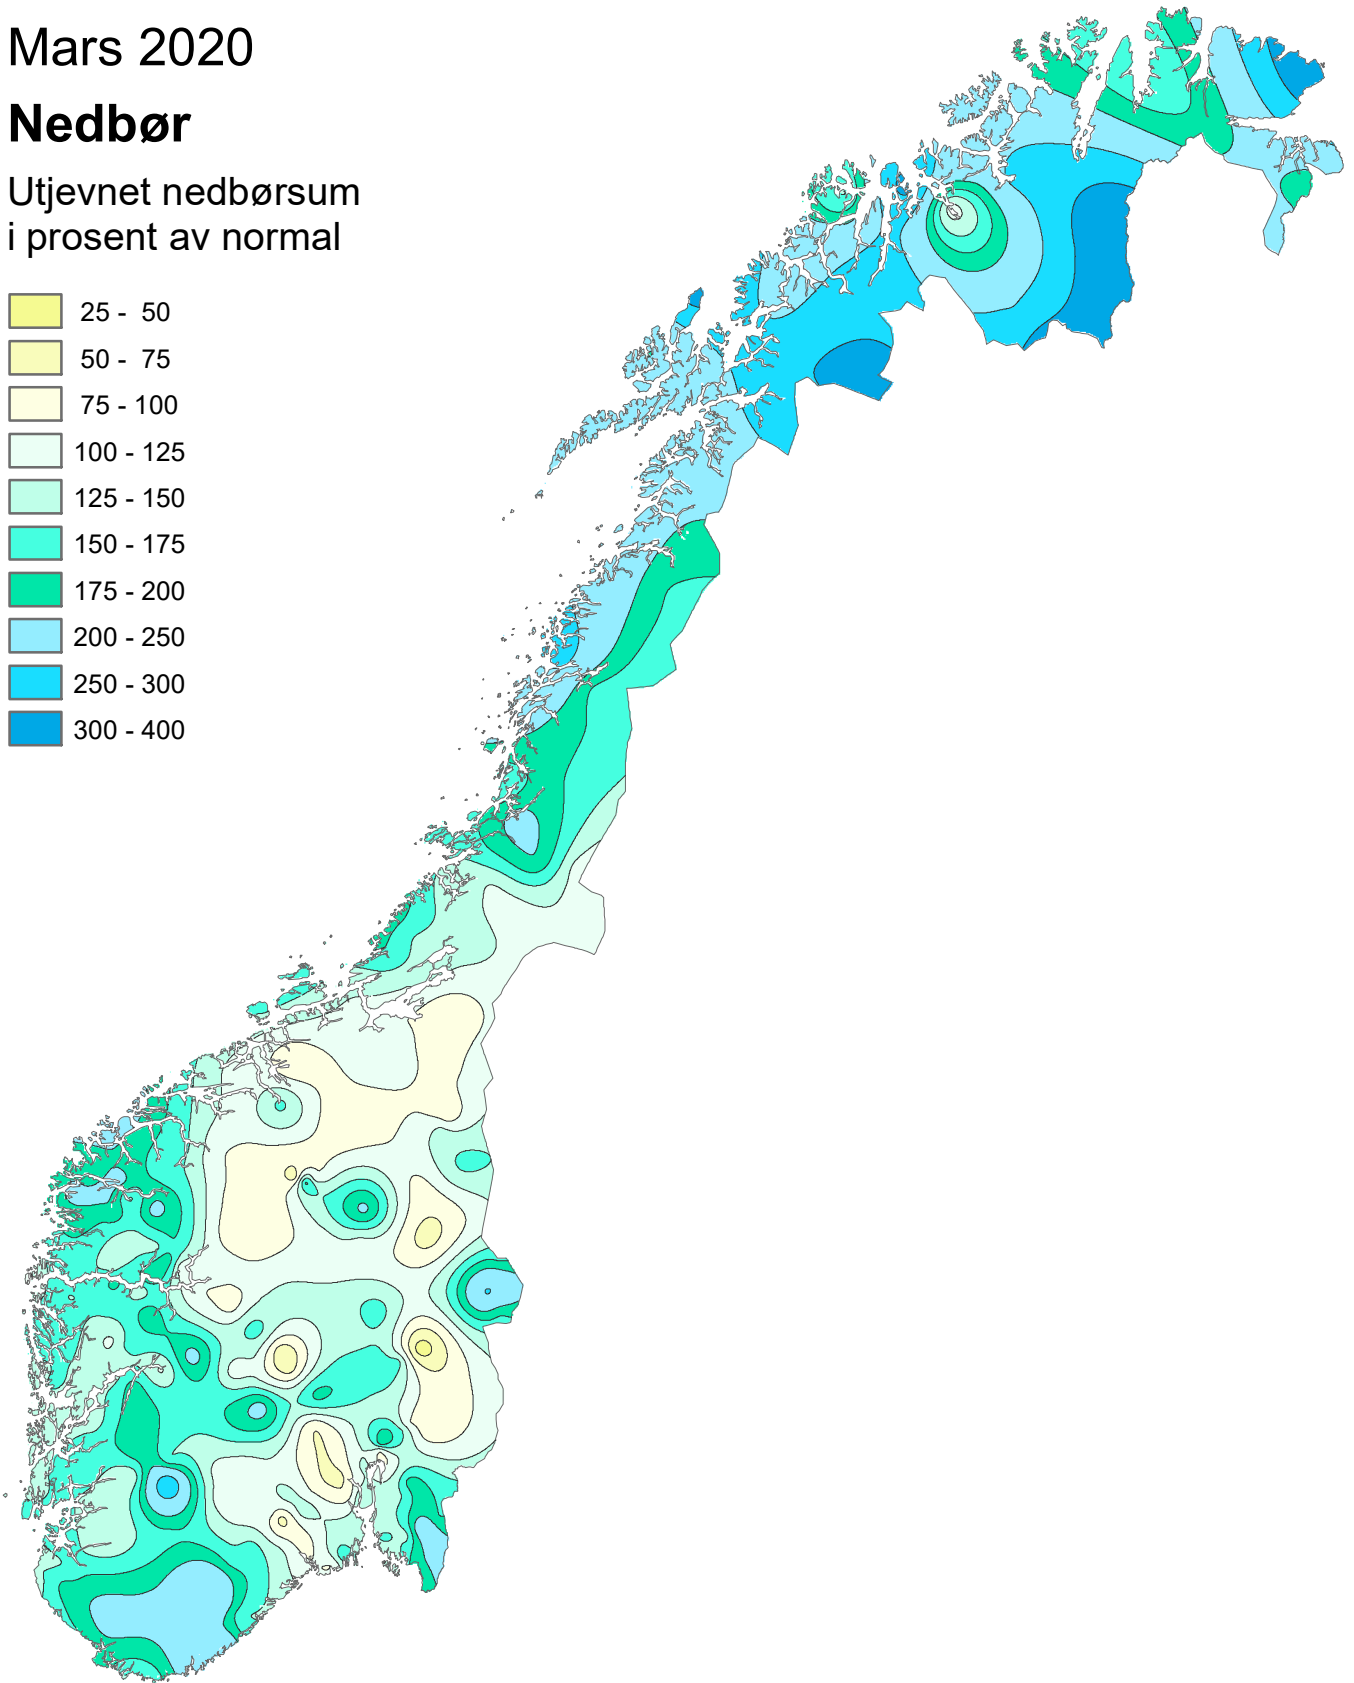 Mars 2020
Nedbør
Utjevnet nedbørsum
i prosent av normal
25 - 50
50 - 75
75 - 100
100 - 125
125 - 150
150 - 175
175 - 200
200 - 250
250 - 300
300 - 400